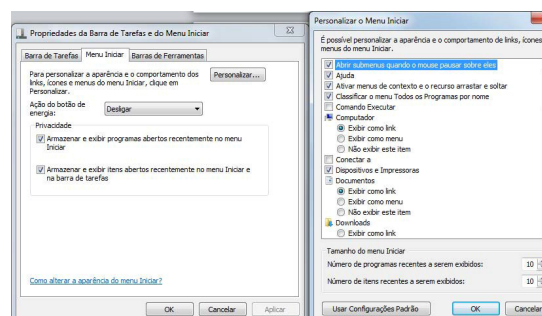 Propriedades da Barra de Tarefas e do Menu Iniciar
Barra de Tarefas
Menu Iniciar
Barras de Ferramentas
Para personalizar a aparência e o comportamento dos
links, ícones e menus do menu Iniciar, clique em
Personalizar.
Personalizar...
Ação do botão de
energia:
Desligar
Privacidade
Armazenar e exibir programas abertos recentemente no menu
Iniciar
Armazenar e exibir itens abertos recentemente no menu Iniciar e
na barra de tarefas
Como alterar a aparência do menu Iniciar?
OK
Cancelar
Aplicar
Personalizar o Menu Iniciar
É possível personalizar a aparência e o comportamento de links, ícones
menus do menu Iniciar.
Abrir submenus quando o mouse pausar sobre eles
Ajuda
Ativar menus de contexto e o recurso arrastar e soltar
Classificar o menu Todos os Programas por nome
Comando Executar
Computador
Exibir como link
Exibir como menu
Não exibir este item
Conectar a
Dispositivos e Impressoras
Documentos
Exibir como link
Exibir como menu
Não exibir este item
Downloads
Exibir como link
Tamanho do menu Iniciar
Número de programas recentes a serem exibidos:
10
Número de itens recentes a serem exibidos:
10
Usar Configurações Padrão
OK
Cancelar